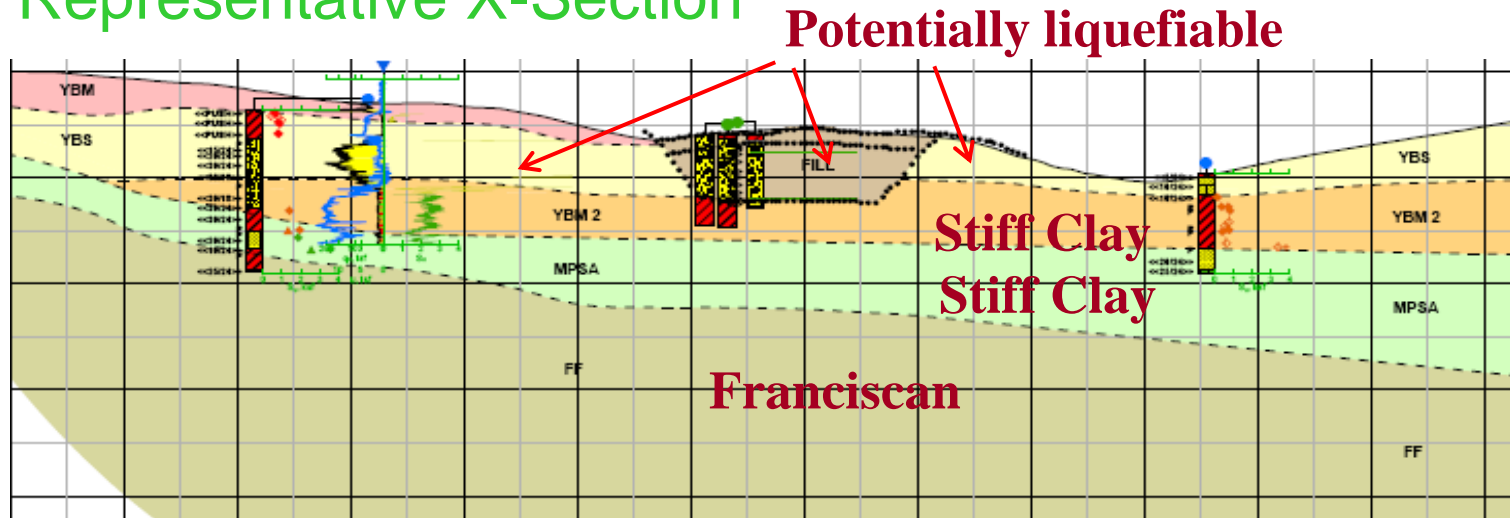 Representative X-Section
Potentially liquefiable
YBM
YBS
YBS
FILL
YBM 2
YBM 2
Stiff Clay
MPSA
Stiff Clay
MPSA
FF
Franciscan
FF